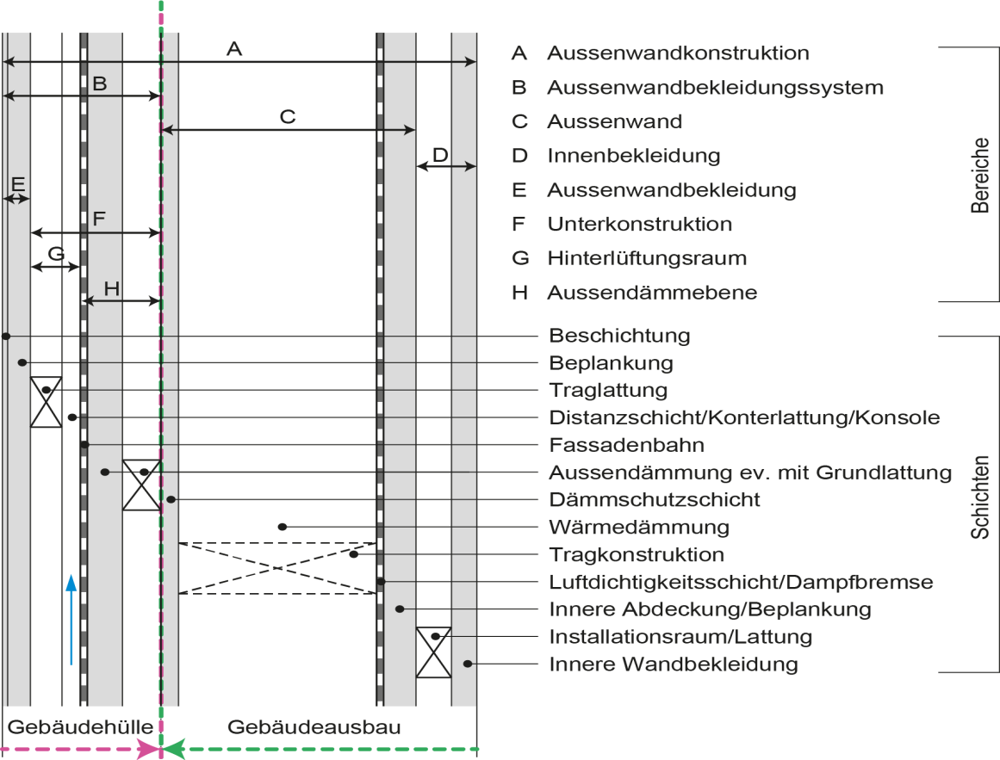 A
B
C
D
E
F
G
H
A Aussenwandkonstruktion
B Aussenwandbekleidungssystem
C Aussenwand
D Innenbekleidung
E Aussenwandbekleidung
F Unterkonstruktion
G Hinterlüftungsraum
H Aussendämmebene
Bereiche
Beschichtung
Beplankung
Traglattung
Distanzschicht/Konterlattung/Konsole
Fassadenbahn
Aussendämmung ev. mit Grundlattung
Dämmschutzschicht
Wärmedämmung
Tragkonstruktion
Luftdichtigkeitsschicht/Dampfbremse
Innere Abdeckung/Beplankung
Installationsraum/Lattung
Innere Wandbekleidung
Schichten
Gebäudehülle
Gebäudeausbau